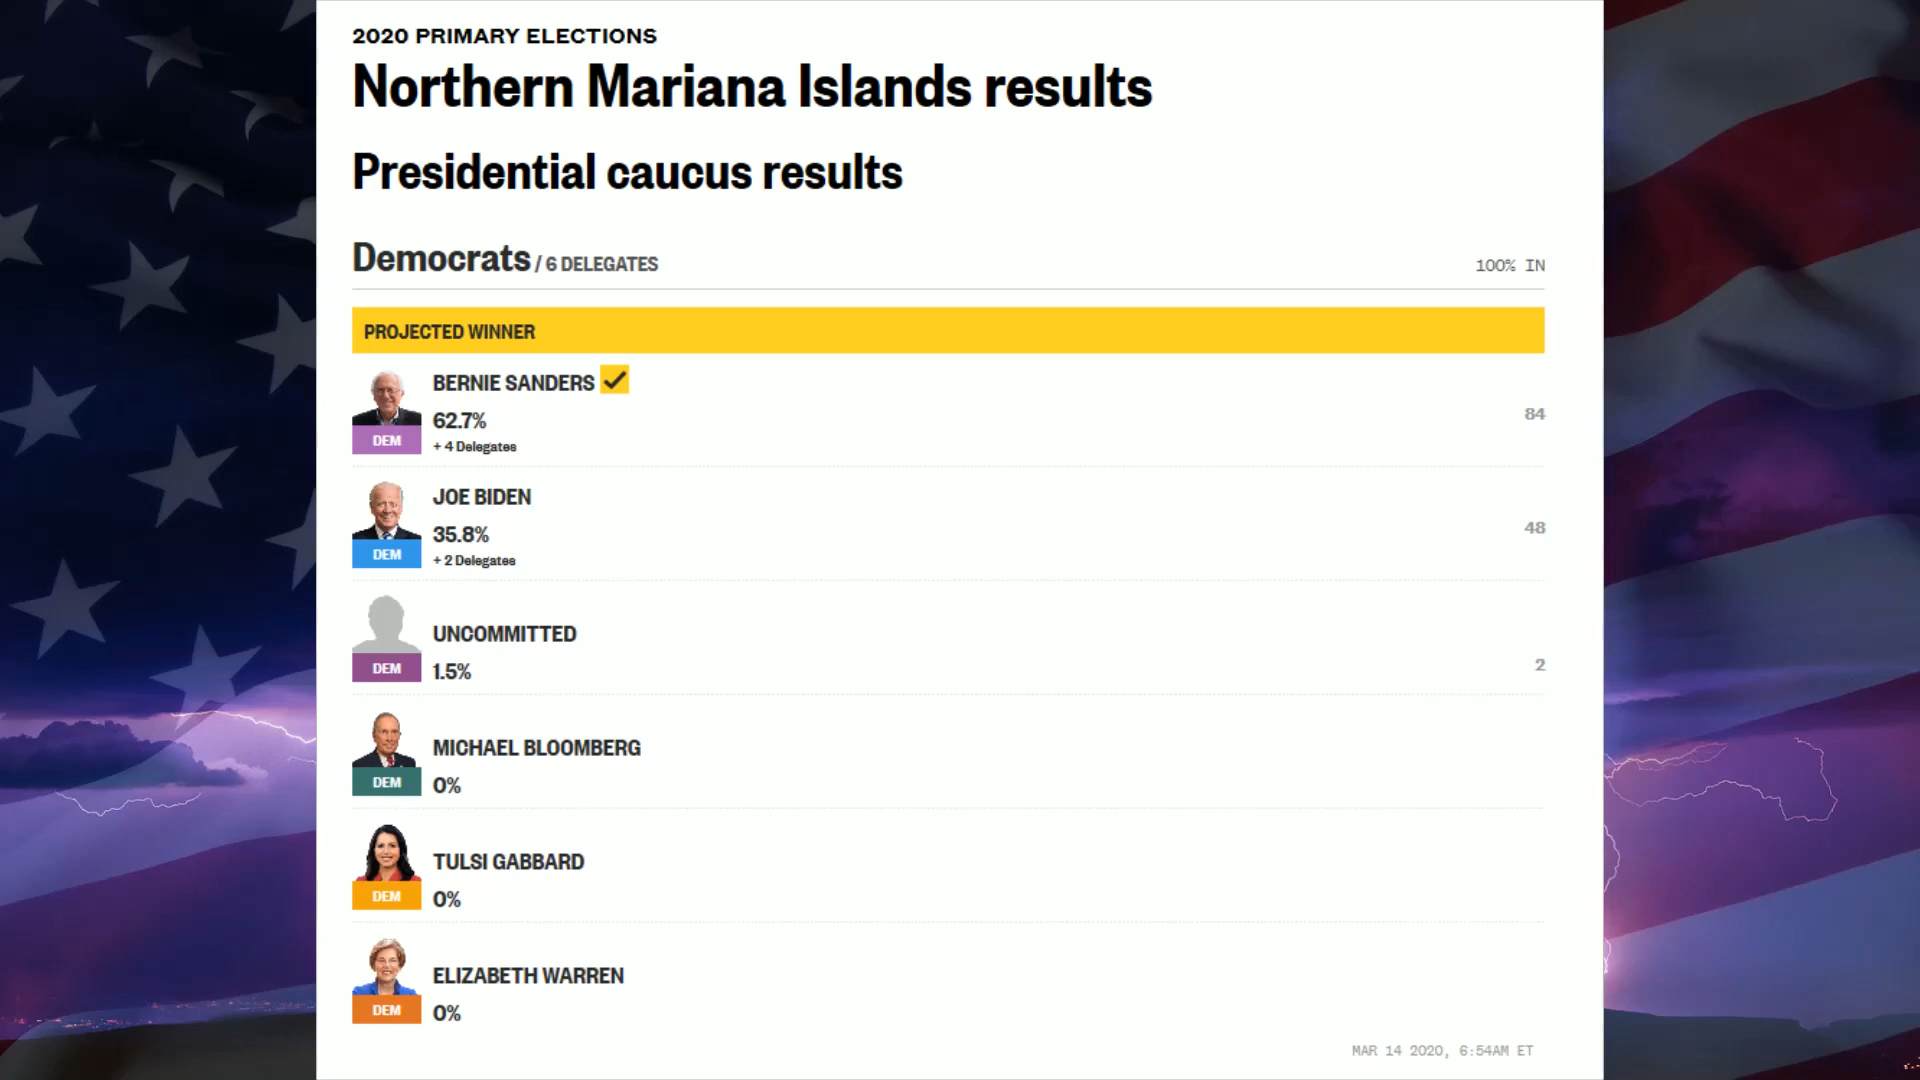 2020 PRIMARY ELECTIONS
Northern Mariana Islands results
Presidential caucus results
Democrats / 6 DELEGATES 100% IN
PROJECTED WINNER
BERNIE SANDERS
62.7% 84
+ 4 Delegates
DEM
JOE BIDEN
35.8% 48
+ 2 Delegates
DEM
UNCOMMITTED
1.5% 2
DEM
MICHAEL BLOOMBERG
0%
DEM
TULSI GABBARD
0%
DEM
ELIZABETH WARREN
0%
DEM
MAR 14 2020, 6:54AM ET